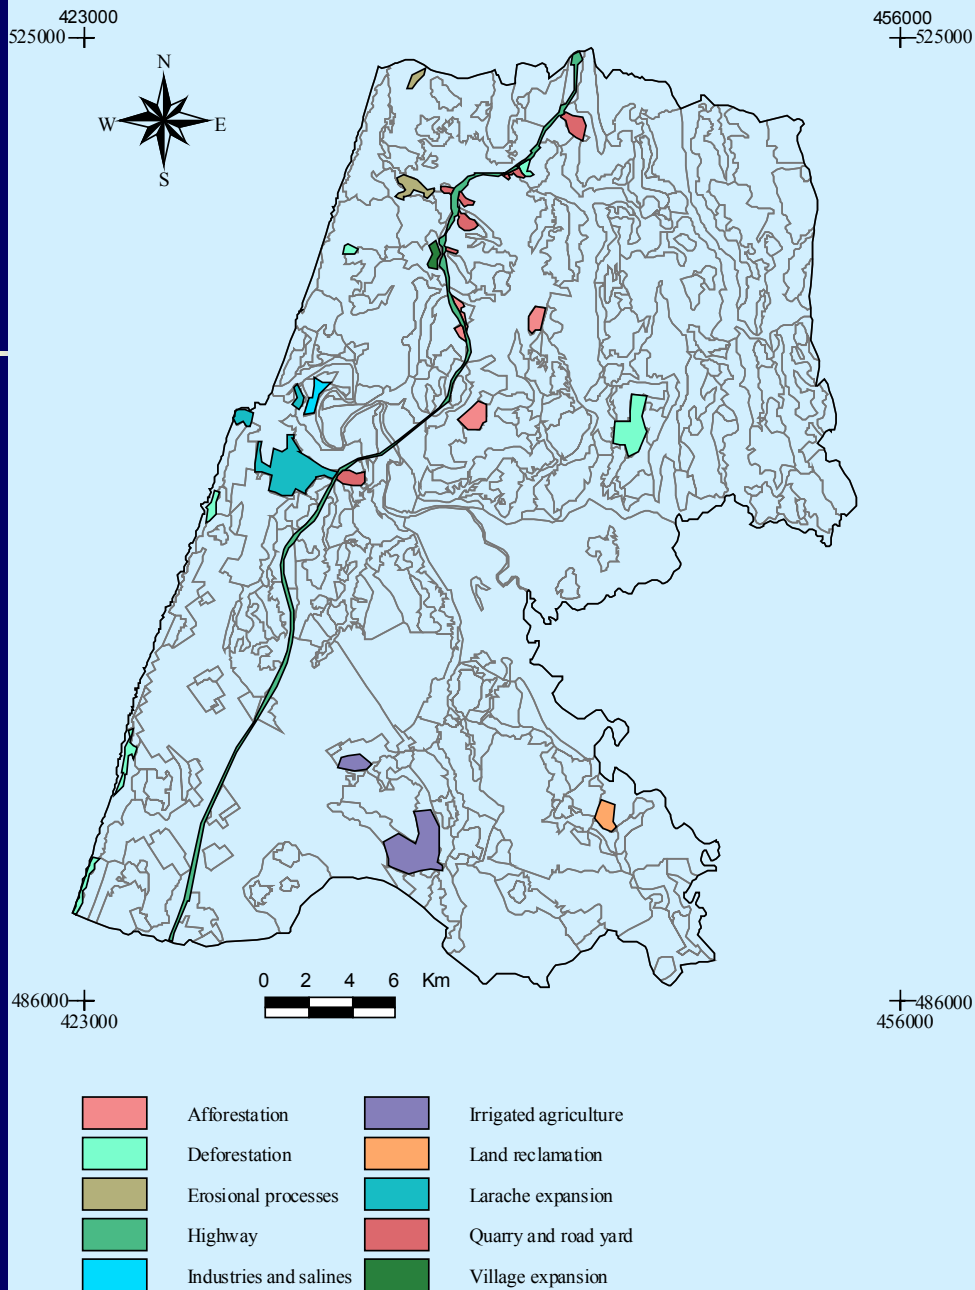 423000 456000
525000 525000
N
W E
S
0 2 4 6 Km
486000 486000
423000 456000
Afforestation
Deforestation
Erosional processes
Highway
Industries and salines
Irrigated agriculture
Land reclamation
Larache expansion
Quarry and road yard
Village expansion